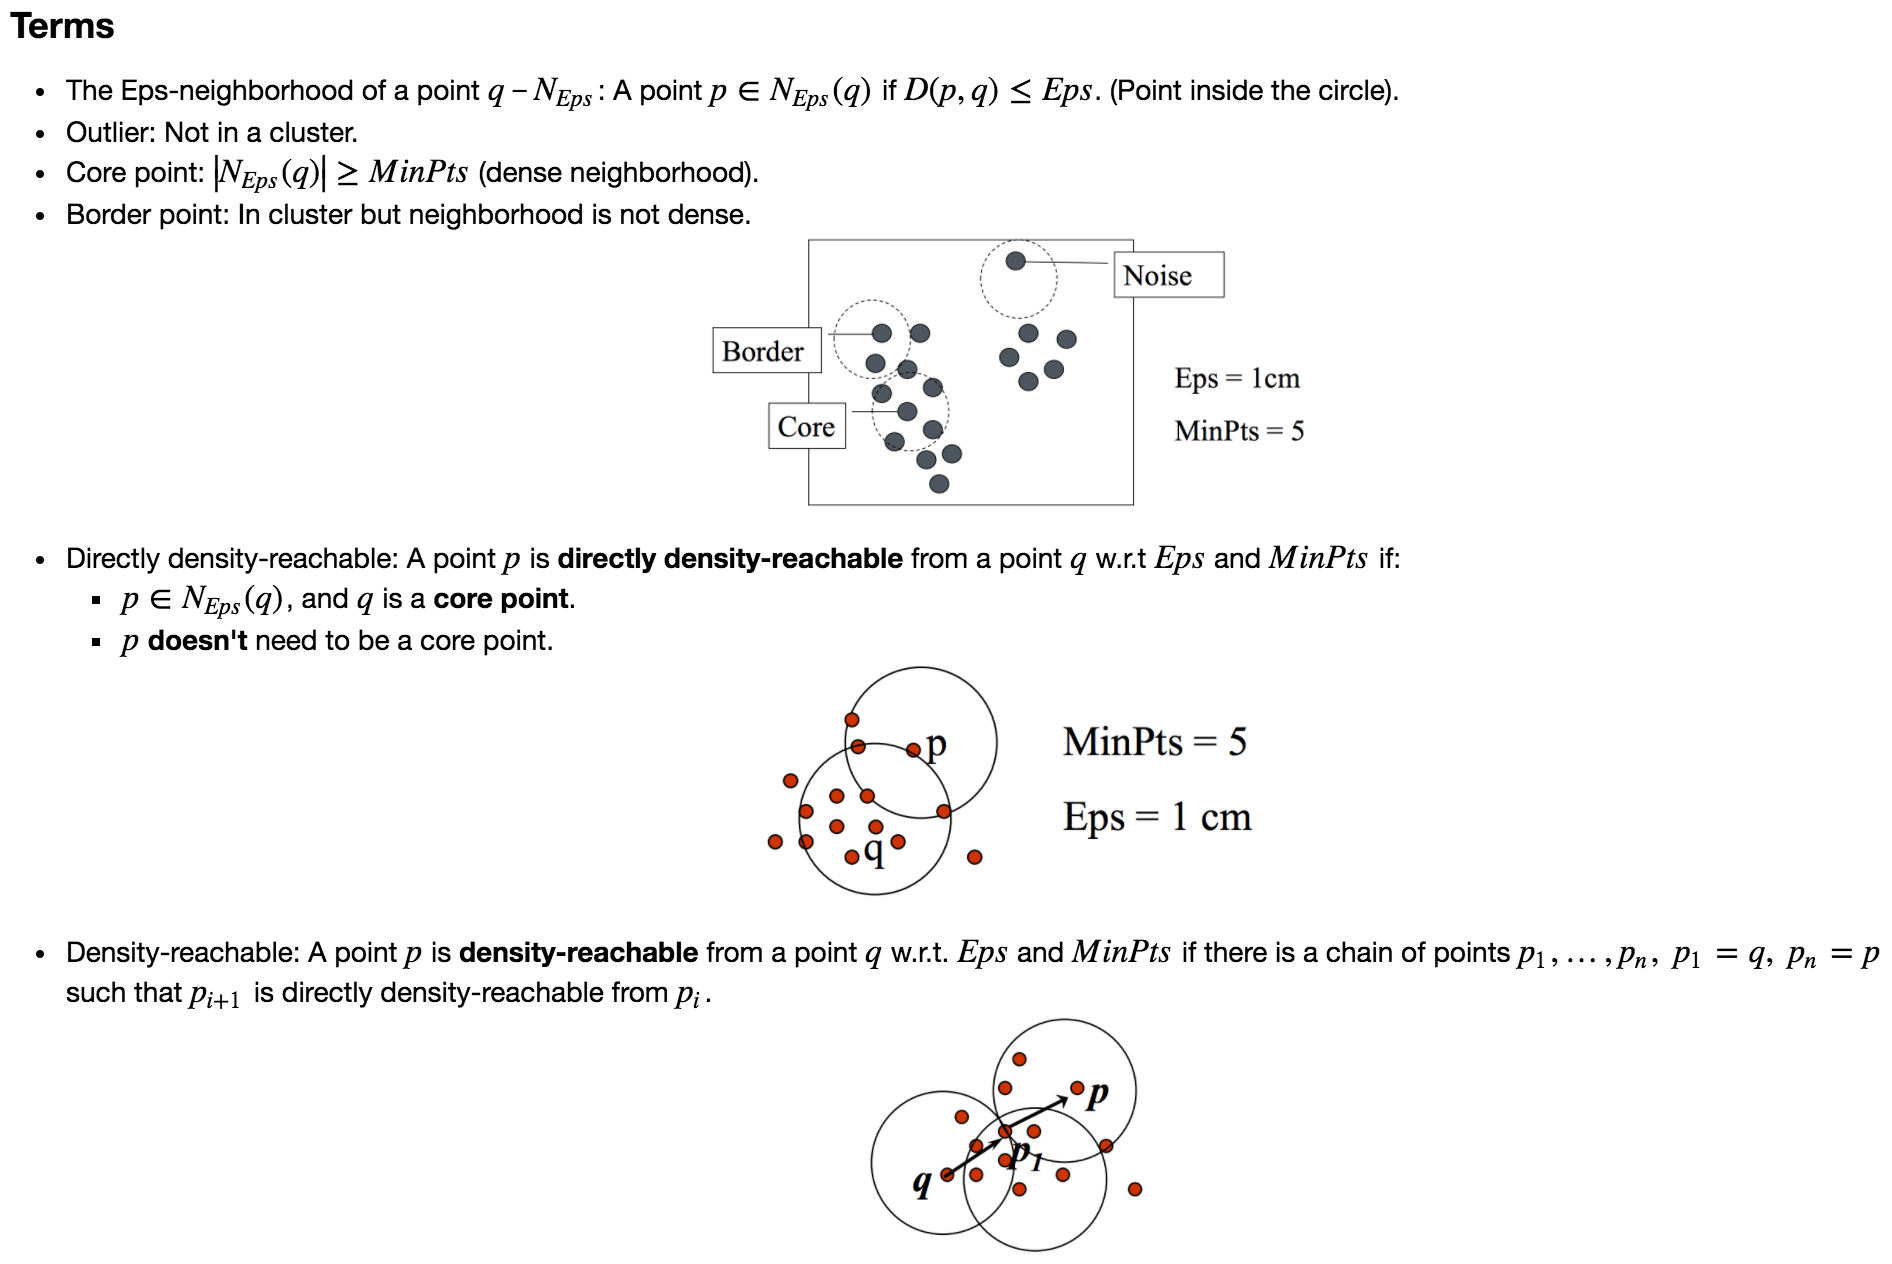 Terms
• The Eps-neighborhood of a point q – N_Eps : A point p ∈ N_Eps(q) if D(p, q) ≤ Eps. (Point inside the circle).
• Outlier: Not in a cluster.
• Core point: |N_Eps(q)| ≥ MinPts (dense neighborhood).
• Border point: In cluster but neighborhood is not dense.
Noise
Border
Core
Eps = 1cm
MinPts = 5
• Directly density-reachable: A point p is directly density-reachable from a point q w.r.t Eps and MinPts if:
▪ p ∈ N_Eps(q), and q is a core point.
▪ p doesn't need to be a core point.
p
q
MinPts = 5
Eps = 1 cm
• Density-reachable: A point p is density-reachable from a point q w.r.t. Eps and MinPts if there is a chain of points p₁, … , pₙ, p₁ = q, pₙ = p
such that pᵢ₊₁ is directly density-reachable from pᵢ.
p
p₁
q